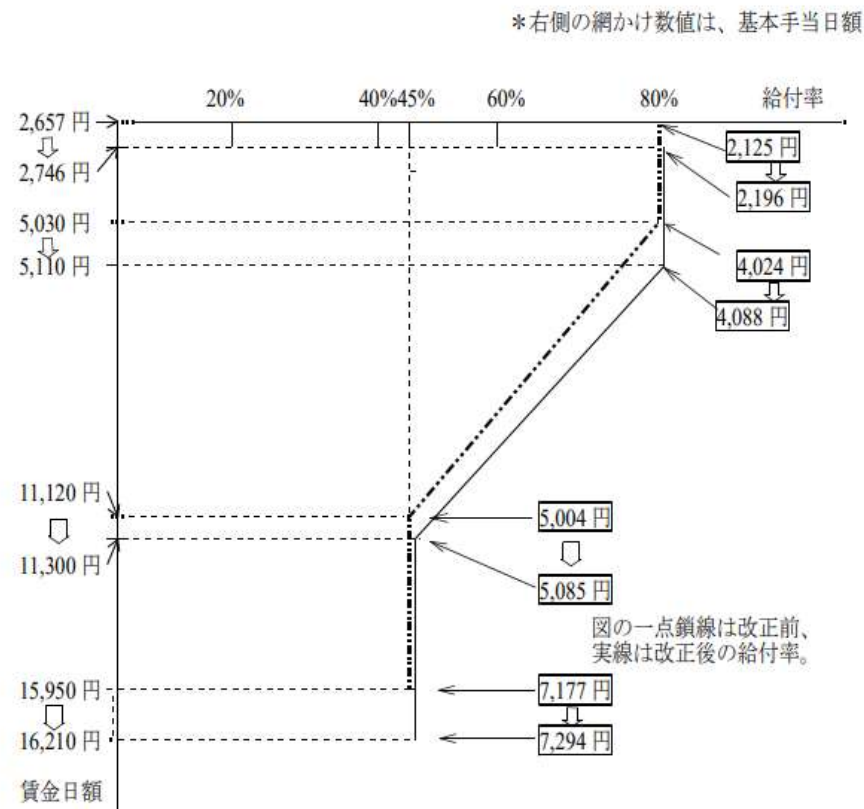 *右側の網かけ数値は、基本手当日額
20% 40%45% 60% 80% 給付率
2,657 円
2,746 円
5,030 円
5,110 円
11,120 円
11,300 円
15,950 円
16,210 円
賃金日額
2,125 円
2,196 円
4,024 円
4,088 円
5,004 円
5,085 円
図の一点鎖線は改正前、
実線は改正後の給付率。
7,177 円
7,294 円